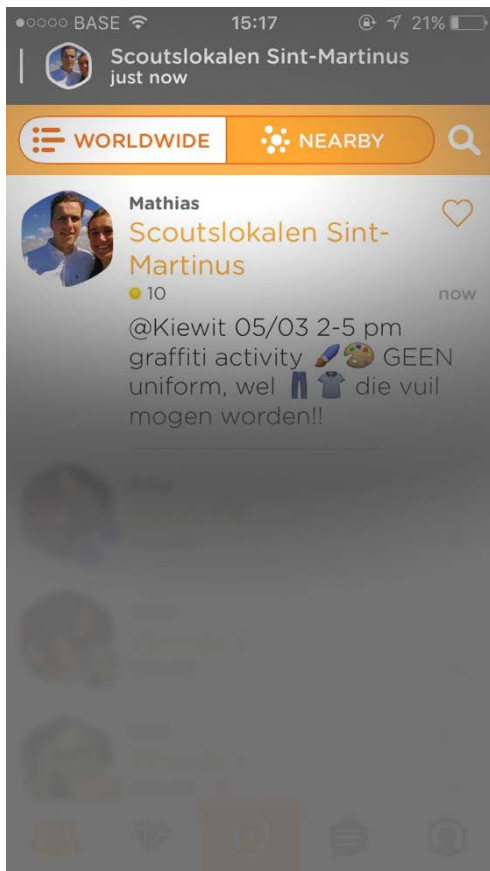 BASE 15:17 21%
Scoutslokalen Sint-Martinus
just now
WORLDWIDE NEARBY
Mathias
Scoutslokalen Sint-
Martinus
10 now
@Kiewit 05/03 2-5 pm
graffiti activity 🖌️🎨 GEEN
uniform, wel 👖👕 die vuil
mogen worden!!